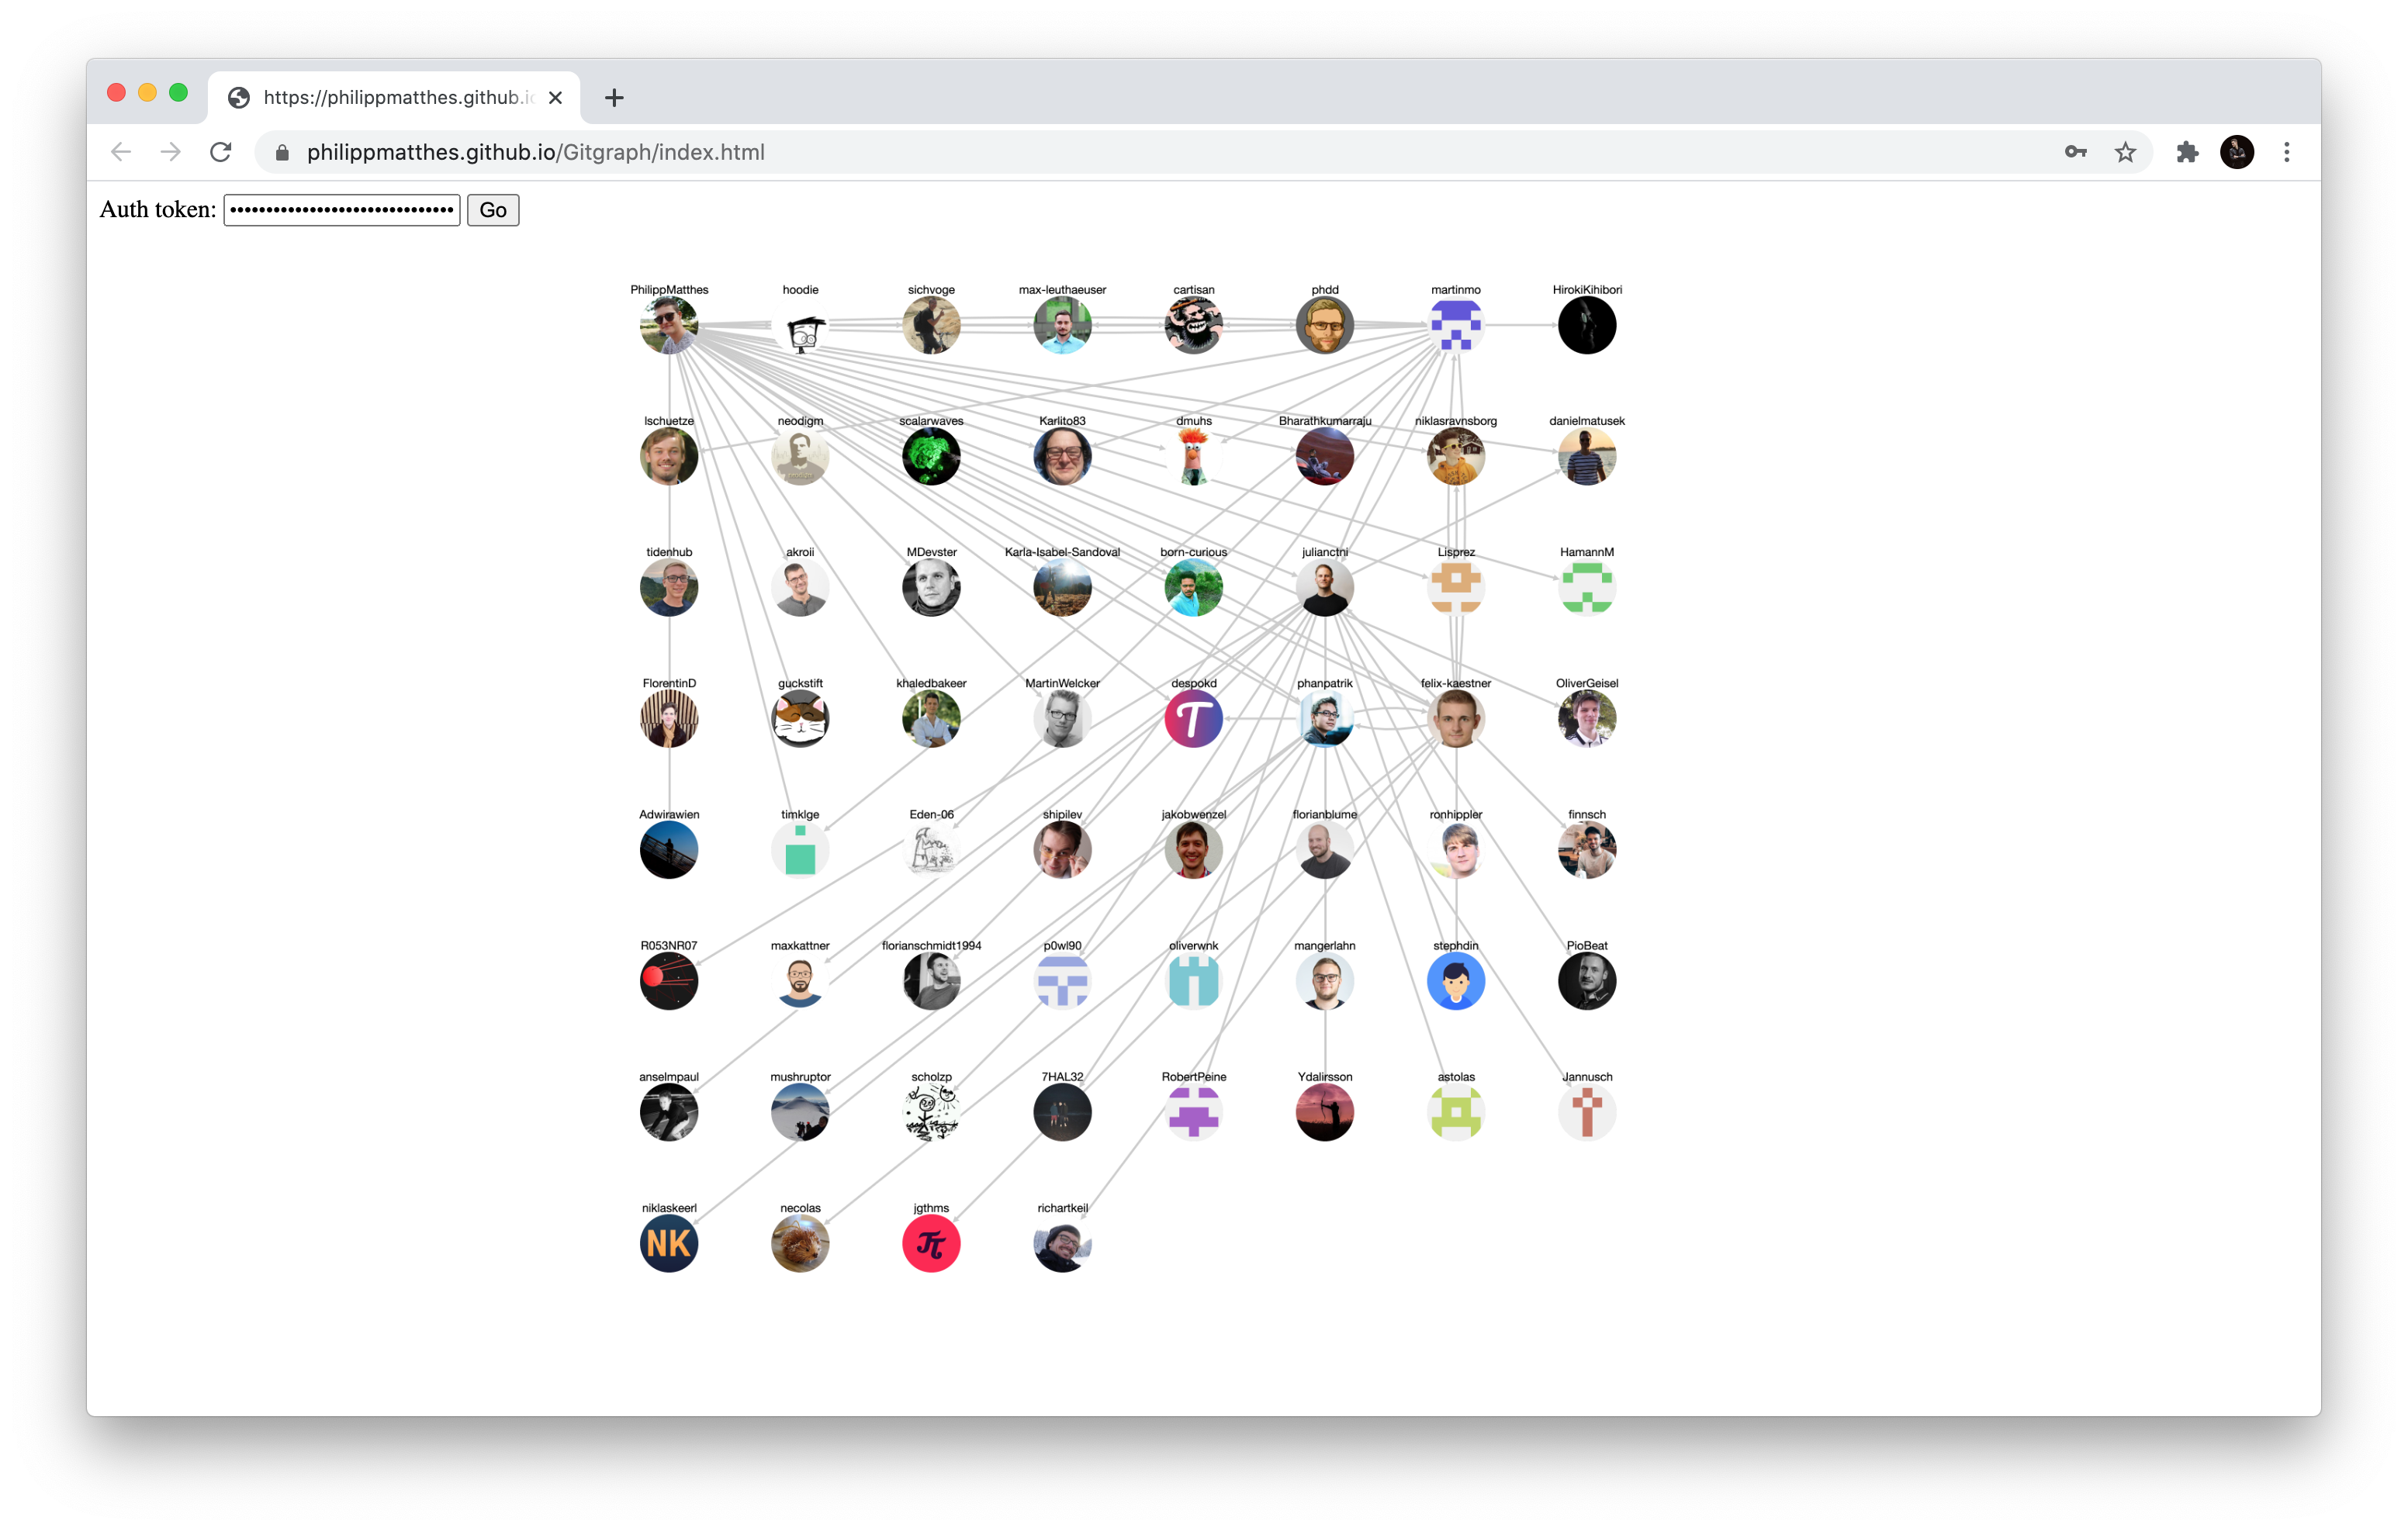 https://philippmatthes.github.io
philippmatthes.github.io/Gitgraph/index.html
Auth token: Go
PhilippMatthes hoodie sichvoge max-leuthaeuser cartisan phdd martinmo HirokiKihibori
lschuetze neodigm scalarwaves Karlito83 dmuhs Bharathkumarraju niklasravnsborg danielmatusek
tidenhub akroii MDevster Karla-Isabel-Sandoval born-curious julianctni Lisprez HamannM
FlorentinD guckstift khaledbakeer MartinWelcker despokd phanpatrik felix-kaestner OliverGeisel
T
Adwirawien timklge Eden-06 shipilev jakobwenzel florianblume ronhippler finnsch
R053NR07 maxkattner florianschmidt1994 p0wl90 oliverwnk mangerlahn stephdin PioBeat
anselmpaul mushruptor scholzp 7HAL32 RobertPeine Ydalirsson astolas Jannusch
niklaskeerl necolas jgthms richartkeil
NK